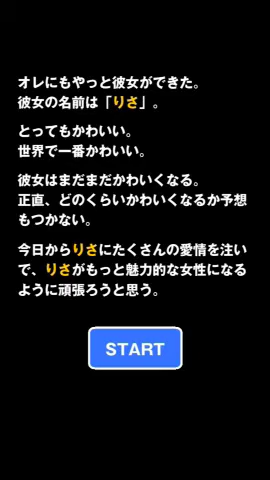 オレにもやっと彼女ができた。
彼女の名前は「りさ」。
とってもかわいい。
世界で一番かわいい。
彼女はまだまだかわいくなる。
正直、どのくらいかわいくなるか予想
もつかない。
今日からりさにたくさんの愛情を注い
で、りさがもっと魅力的な女性になる
ように頑張ろうと思う。
START